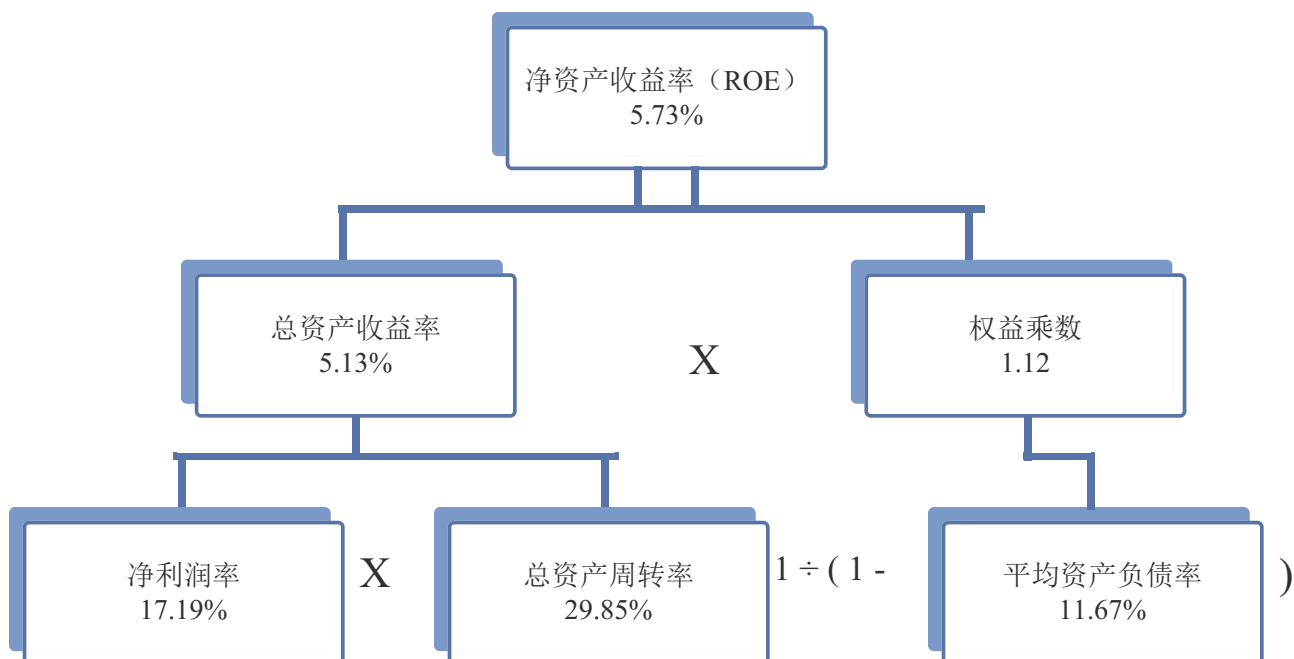 净资产收益率（ROE）
5.73%
总资产收益率
5.13%
X
权益乘数
1.12
净利润率
17.19%
X
总资产周转率
29.85%
1 ÷ ( 1 -
平均资产负债率
11.67%
)